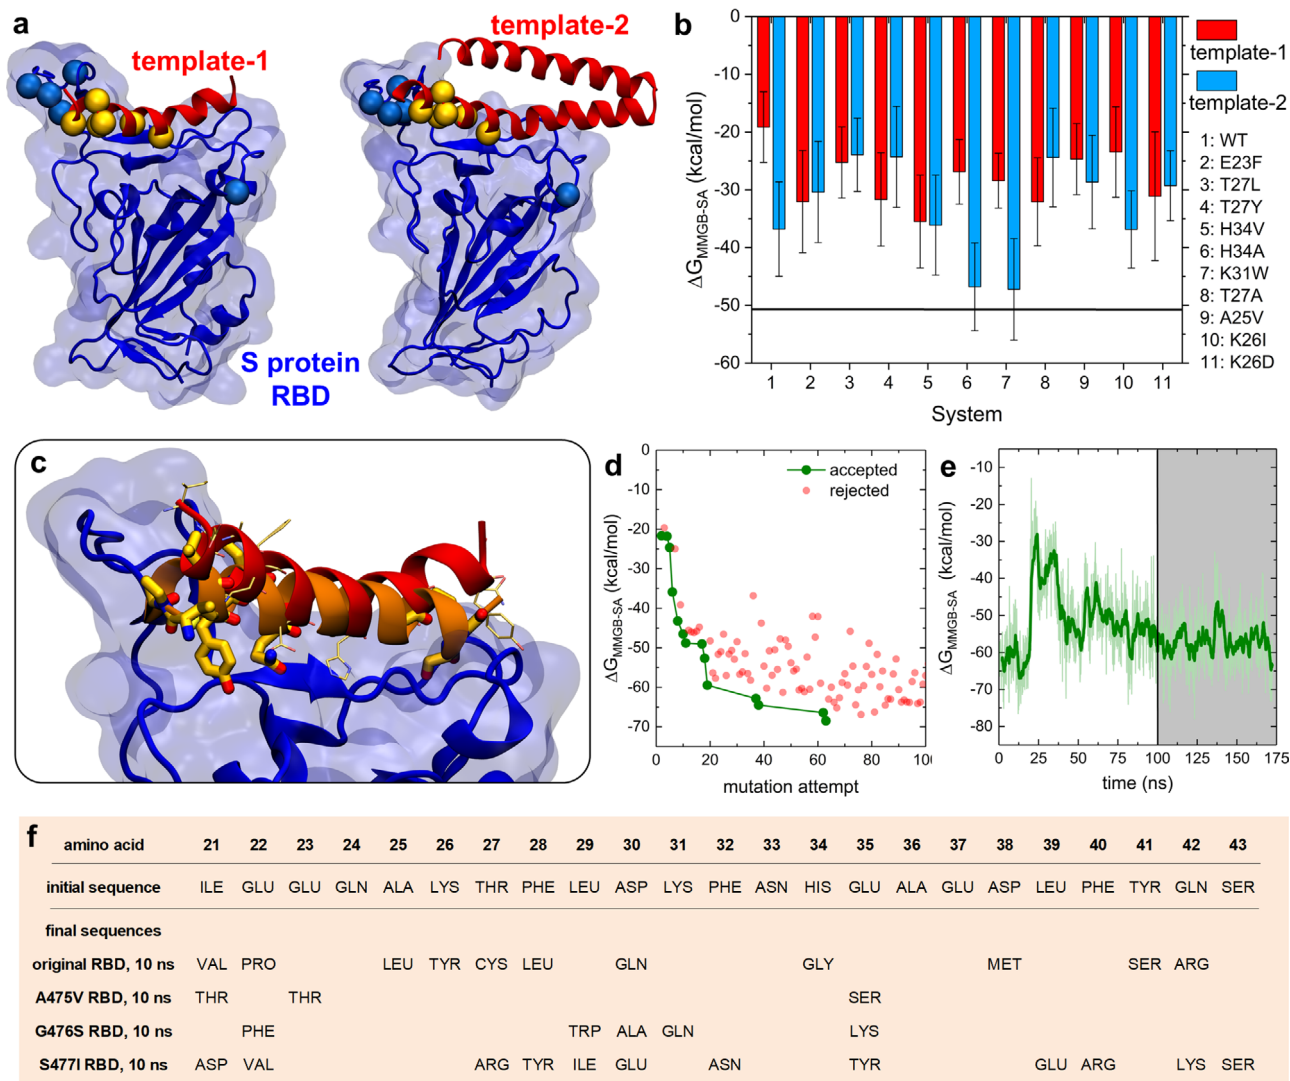 a
template-1
template-2
S protein
RBD
b
0
-10
-20
-30
-40
-50
-60
ΔG_MMGB-SA (kcal/mol)
1 2 3 4 5 6 7 8 9 10 11
System
template-1
template-2
1: WT
2: E23F
3: T27L
4: T27Y
5: H34V
6: H34A
7: K31W
8: T27A
9: A25V
10: K26I
11: K26D
c
d
0
-10
-20
-30
-40
-50
-60
-70
ΔG_MMGB-SA (kcal/mol)
accepted
rejected
0 20 40 60 80 10
mutation attempt
e
-10
-20
-30
-40
-50
-60
-70
-80
ΔG_MMGB-SA (kcal/mol)
0 25 50 75 100 125 150 175
time (ns)
f
amino acid 21 22 23 24 25 26 27 28 29 30 31 32 33 34 35 36 37 38 39 40 41 42 43
initial sequence ILE GLU GLU GLN ALA LYS THR PHE LEU ASP LYS PHE ASN HIS GLU ALA GLU ASP LEU PHE TYR GLN SER
final sequences
original RBD, 10 ns VAL PRO LEU TYR CYS LEU GLN GLY MET SER ARG
A475V RBD, 10 ns THR THR SER
G476S RBD, 10 ns PHE TRP ALA GLN LYS
S477I RBD, 10 ns ASP VAL ARG TYR ILE GLU ASN TYR GLU ARG LYS SER